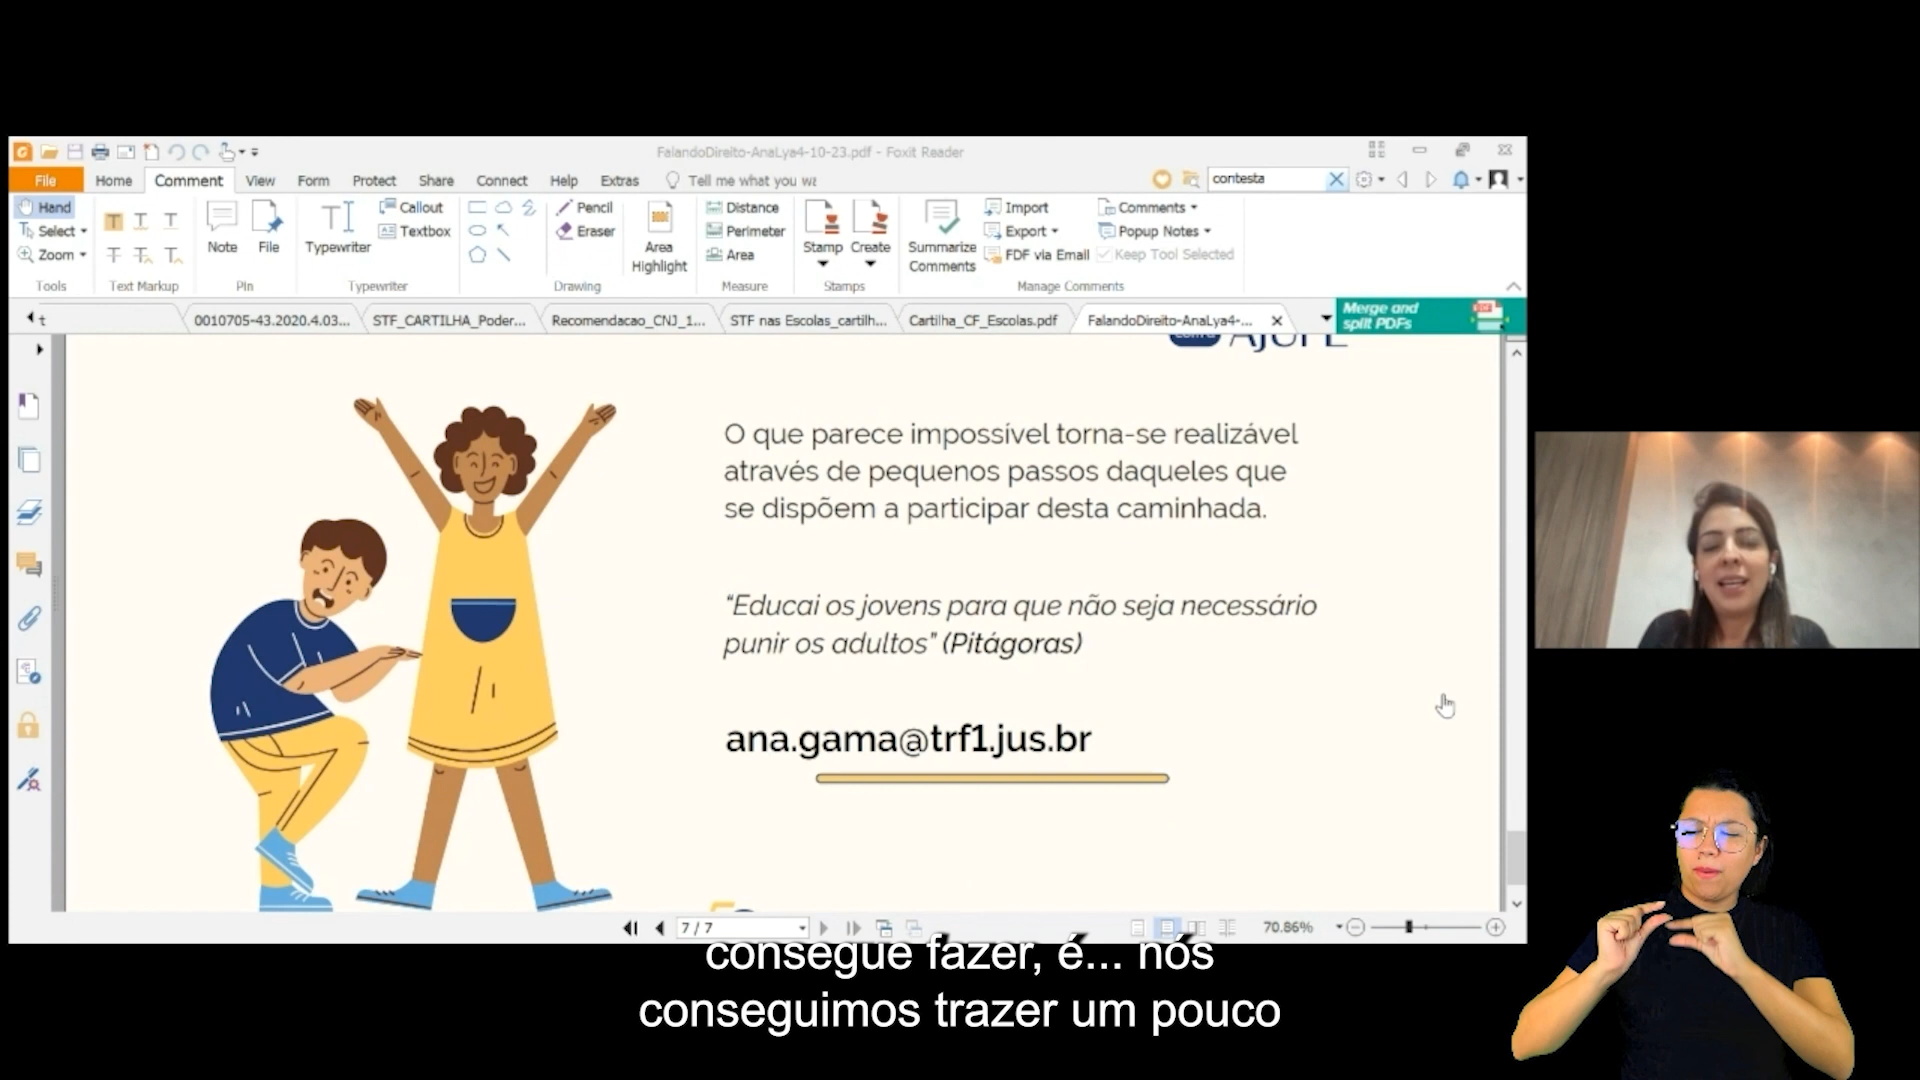 FalandoDireito-AnaLya4-10-23.pdf - Foxit Reader
File Home Comment View Form Protect Share Connect Help Extras Tell me what you wa
contesta
Hand
Select
Zoom
Tools
Text Markup
Note
File
Pin
Typewriter
Callout
Textbox
Typewriter
Pencil
Eraser
Drawing
Area
Highlight
Distance
Perimeter
Area
Measure
Stamp
Create
Stamps
Summarize
Comments
Import
Export
FDF via Email
Comments
Popup Notes
Keep Tool Selected
Manage Comments
t
0010705-43.2020.4.03...
STF_CARTILHA_Poder...
Recomendacao_CNJ_1...
STF nas Escolas_cartilh...
Cartilha_CF_Escolas.pdf
FalandoDireito-AnaLya4-...
Merge and
split PDFs
AJUFE
O que parece impossível torna-se realizável
através de pequenos passos daqueles que
se dispõem a participar desta caminhada.
“Educai os jovens para que não seja necessário
punir os adultos” (Pitágoras)
ana.gama@trf1.jus.br
7 / 7
70.86%
consegue fazer, é... nós
conseguimos trazer um pouco